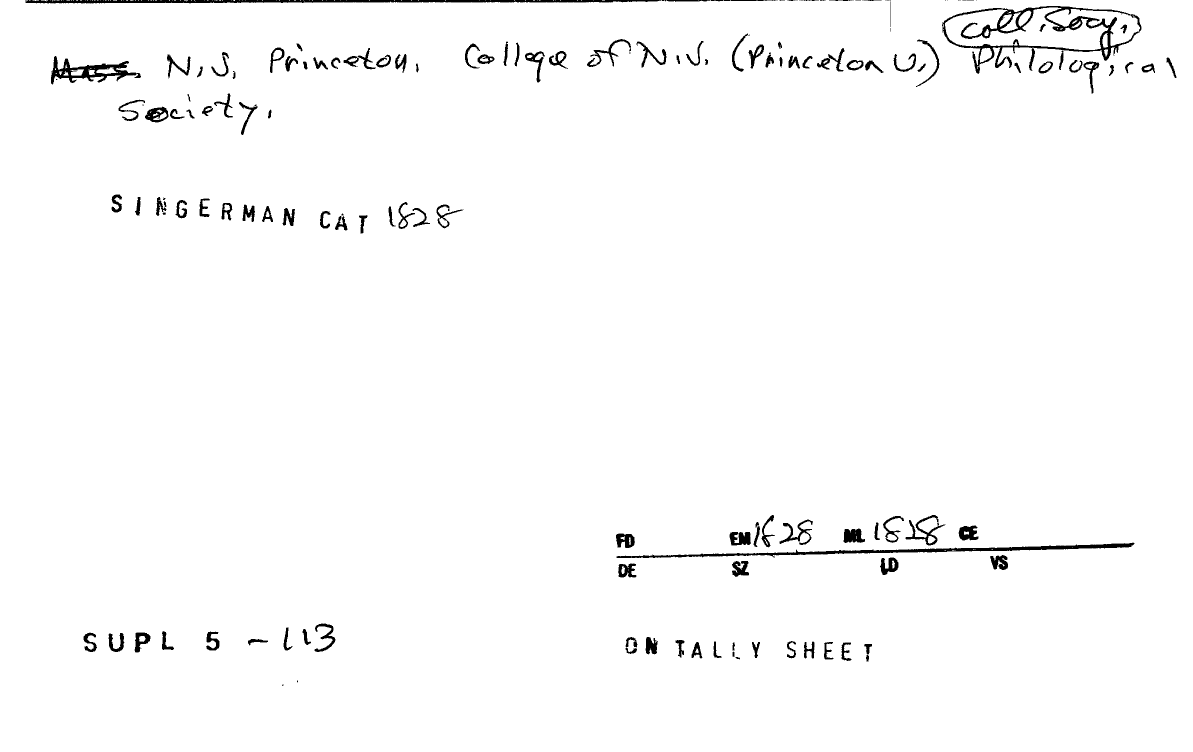 Coll. Socy.
Mass. N.J. Princeton. College of N.J. (Princeton U.) Philological
Society.
SINGERMAN CAT 1828
FD EM 1828 ML 1828 CE
DE SZ LD VS
SUPL 5 - 113
ON TALLY SHEET